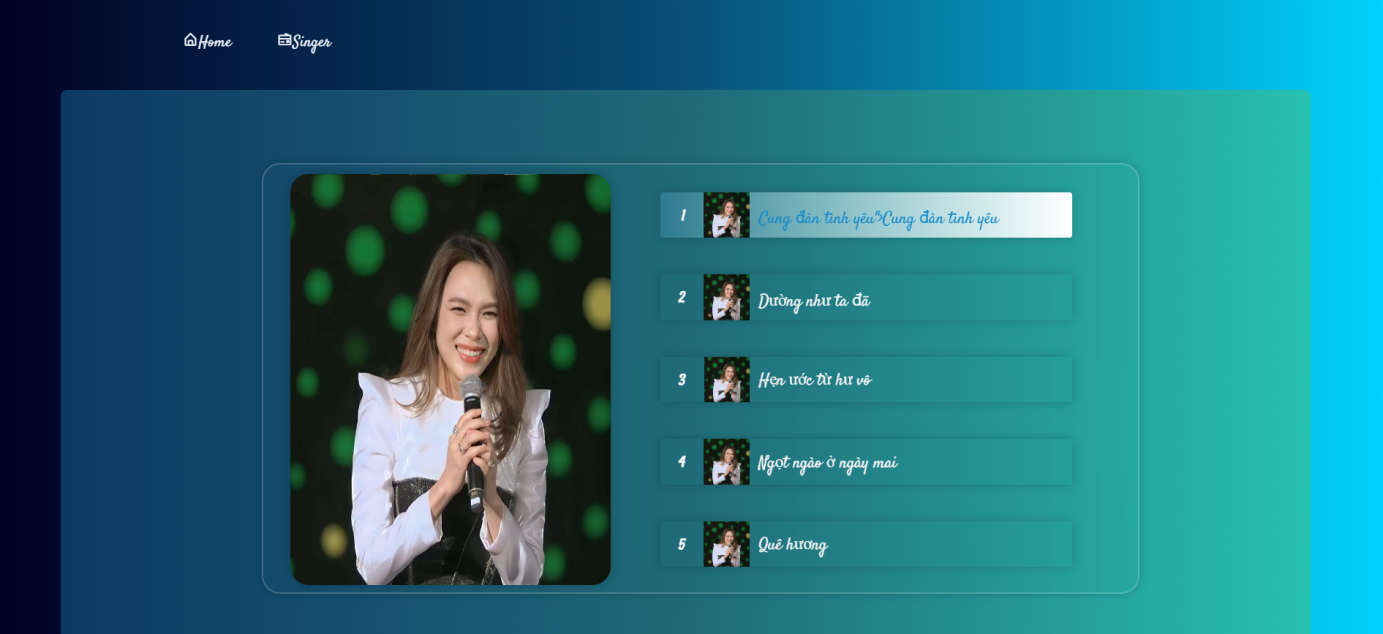 Home Singer
1 Cung đàn tình yêu">Cung đàn tình yêu
2 Dường như ta đã
3 Hẹn ước từ hư vô
4 Ngọt ngào ở ngày mai
5 Quê hương